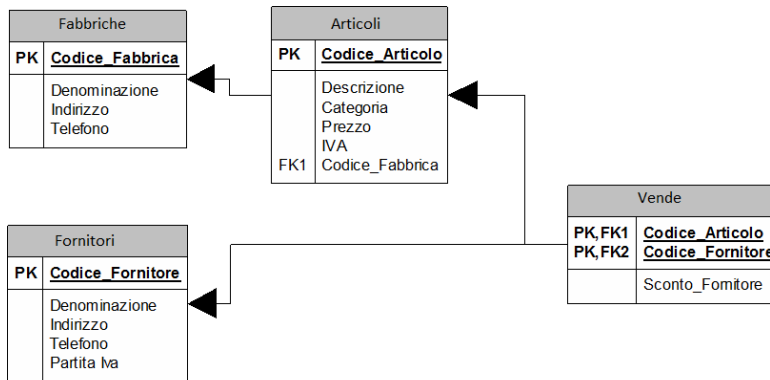 Fabbriche
PK Codice_Fabbrica
Denominazione
Indirizzo
Telefono
Articoli
PK Codice_Articolo
Descrizione
Categoria
Prezzo
IVA
FK1 Codice_Fabbrica
Fornitori
PK Codice_Fornitore
Denominazione
Indirizzo
Telefono
Partita Iva
Vende
PK,FK1 Codice_Articolo
PK,FK2 Codice_Fornitore
Sconto_Fornitore